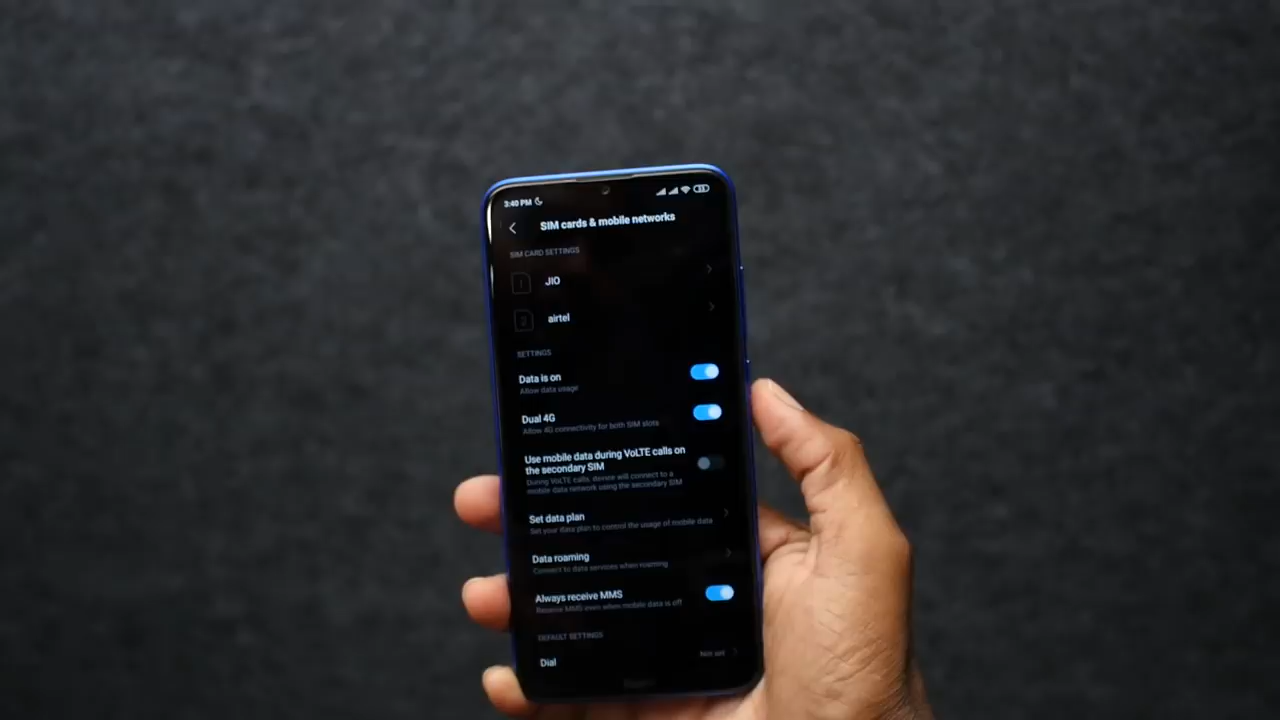 3:40 PM
SIM cards & mobile networks
SIM CARD SETTINGS
1 JIO
2 airtel
SETTINGS
Data is on
Allow data usage
Dual 4G
Allow 4G connectivity for both SIM slots
Use mobile data during VoLTE calls on
the secondary SIM
During VoLTE calls, device will connect to a
mobile data network using the secondary SIM
Set data plan
Set your data plan to control the usage of mobile data
Data roaming
Connect to data services when roaming
Always receive MMS
Receive MMS even when mobile data is off
DEFAULT SETTINGS
Dial Not set